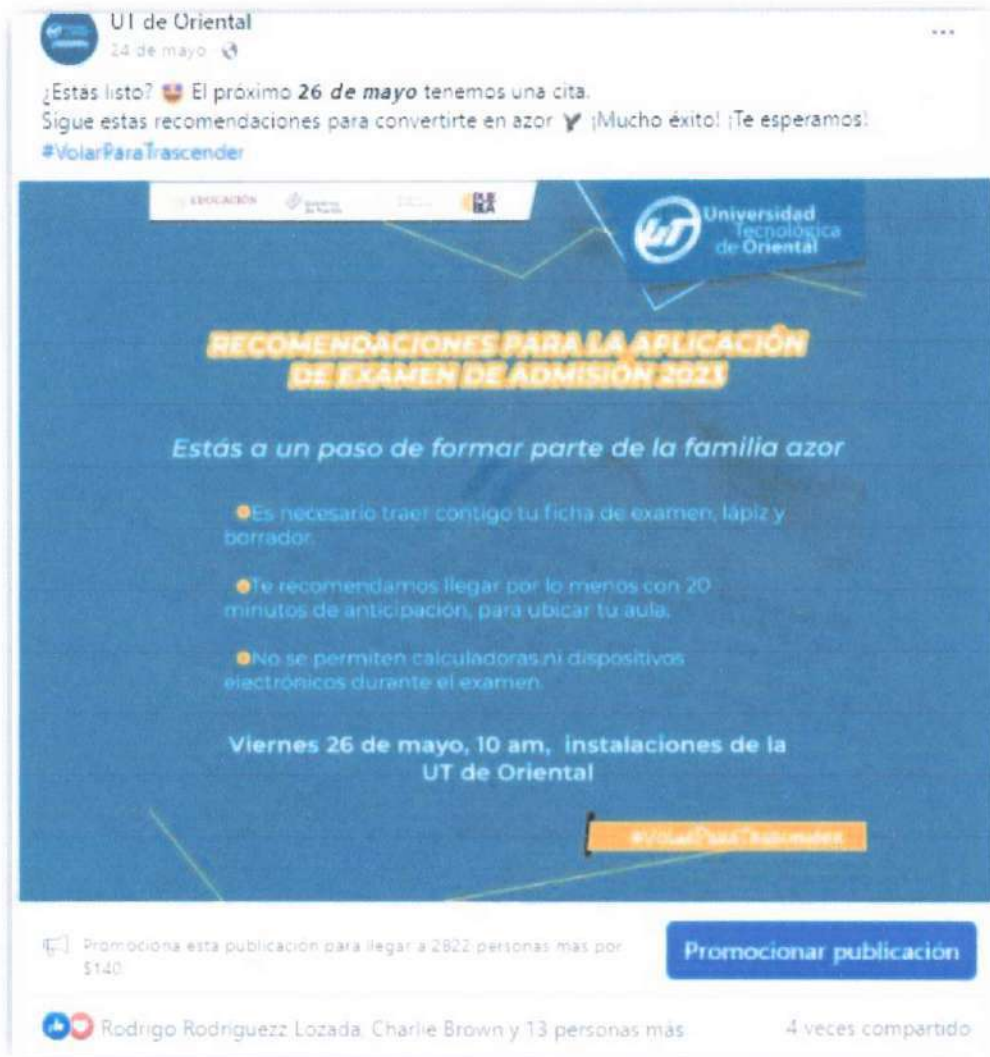 UT de Oriental
24 de mayo
¿Estás listo? El próximo 26 de mayo tenemos una cita.
Sigue estas recomendaciones para convertirte en azor ¡Mucho éxito! ¡Te esperamos!
#VolarParaTrascender
EDUCACIÓN
Universidad
Tecnológica
de Oriental
RECOMENDACIONES PARA LA APLICACIÓN
DE EXAMEN DE ADMISIÓN 2023
Estás a un paso de formar parte de la familia azor
Es necesario traer contigo tu ficha de examen, lápiz y
borrador.
Te recomendamos llegar por lo menos con 20
minutos de anticipación, para ubicar tu aula.
No se permiten calculadoras ni dispositivos
electrónicos durante el examen.
Viernes 26 de mayo, 10 am, instalaciones de la
UT de Oriental
#VolarParaTrascender
Promociona esta publicación para llegar a 2822 personas más por
$140
Promocionar publicación
Rodrigo Rodriguezz Lozada, Charlie Brown y 13 personas más
4 veces compartido